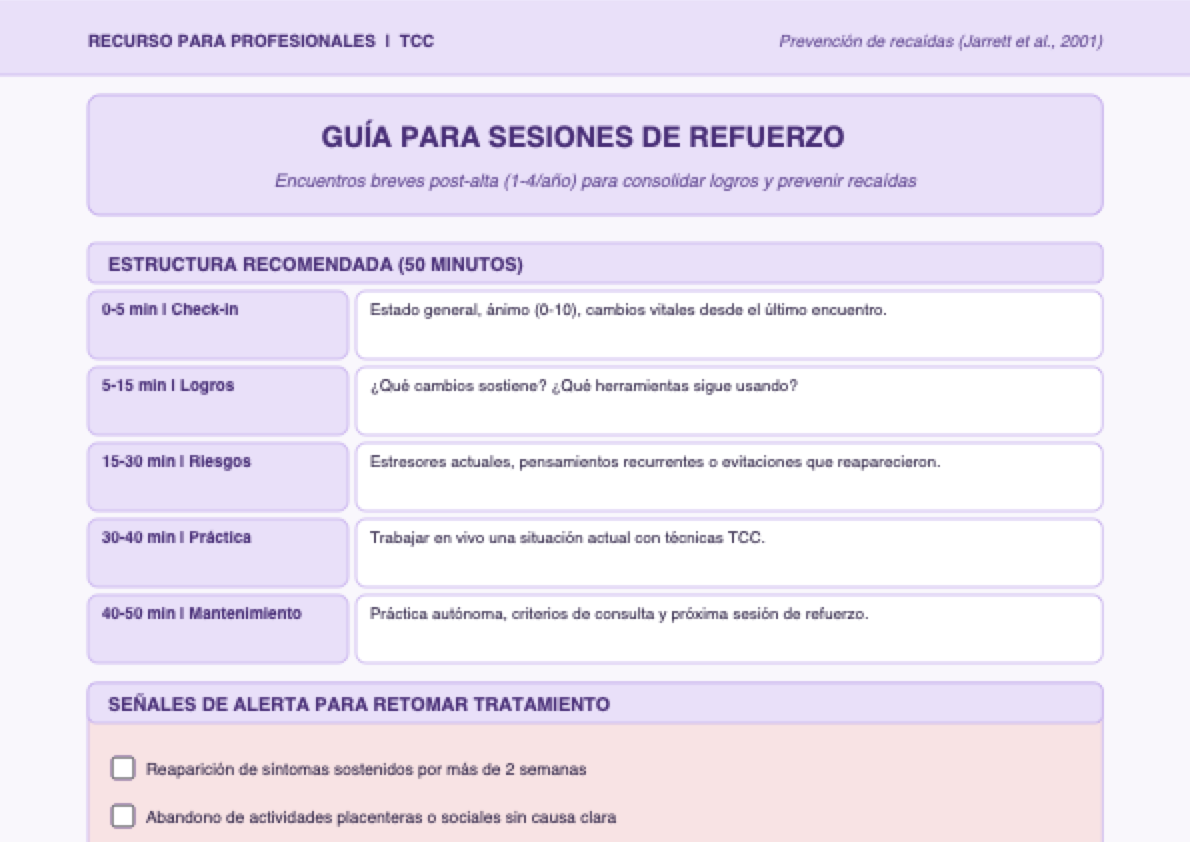 RECURSO PARA PROFESIONALES | TCC
Prevención de recaídas (Jarrett et al., 2001)
GUÍA PARA SESIONES DE REFUERZO
Encuentros breves post-alta (1-4/año) para consolidar logros y prevenir recaídas
ESTRUCTURA RECOMENDADA (50 MINUTOS)
0-5 min | Check-in
Estado general, ánimo (0-10), cambios vitales desde el último encuentro.
5-15 min | Logros
¿Qué cambios sostiene? ¿Qué herramientas sigue usando?
15-30 min | Riesgos
Estresores actuales, pensamientos recurrentes o evitaciones que reaparecieron.
30-40 min | Práctica
Trabajar en vivo una situación actual con técnicas TCC.
40-50 min | Mantenimiento
Práctica autónoma, criterios de consulta y próxima sesión de refuerzo.
SEÑALES DE ALERTA PARA RETOMAR TRATAMIENTO
Reaparición de síntomas sostenidos por más de 2 semanas
Abandono de actividades placenteras o sociales sin causa clara